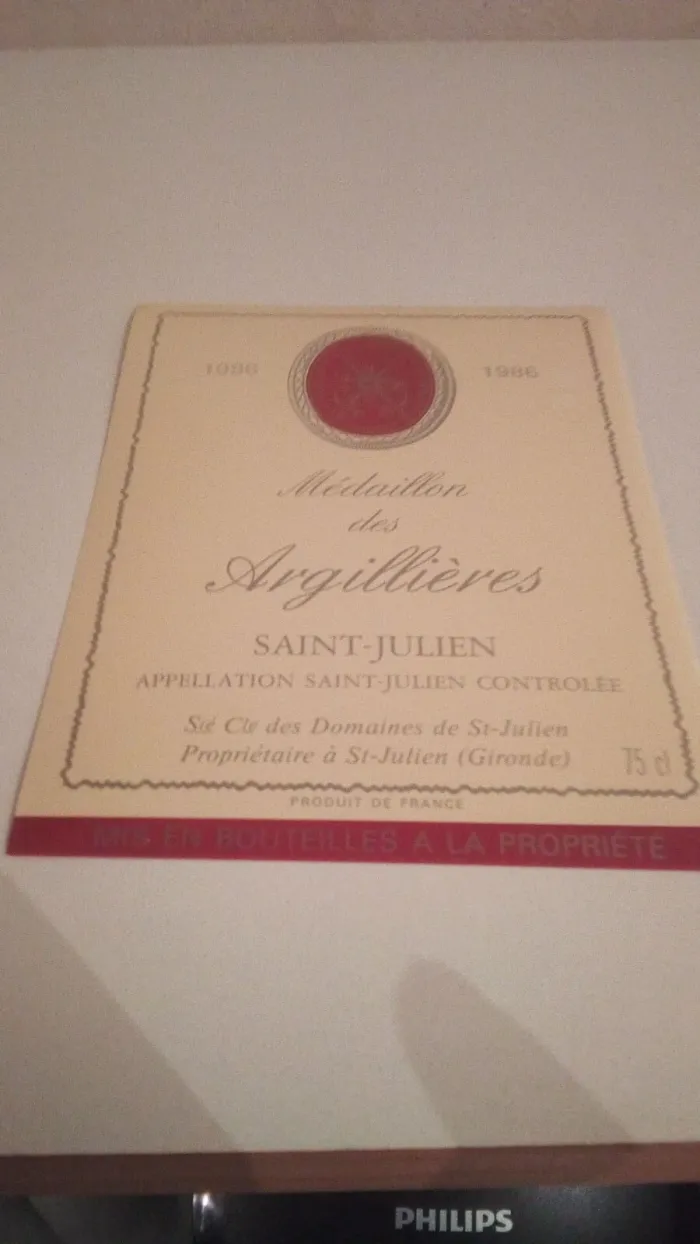 1986 1986
Médaillon
des
Argillières
SAINT-JULIEN
APPELLATION SAINT-JULIEN CONTROLÉE
Sté Cle des Domaines de St-Julien
Propriétaire à St-Julien (Gironde)
75 cl
PRODUIT DE FRANCE
MIS EN BOUTEILLES A LA PROPRIÉTÉ
PHILIPS